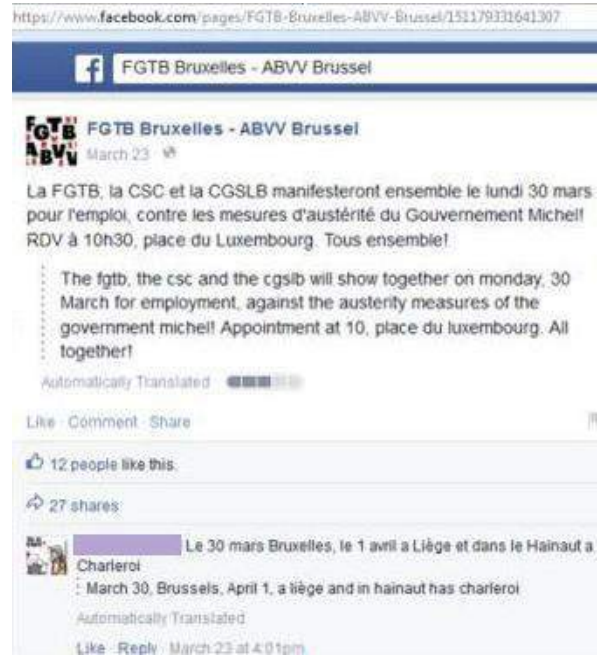 https://www.facebook.com/pages/FGTB-Bruxelles-ABVV-Brussel/151179331641307
f FGTB Bruxelles - ABVV Brussel
FGTB ABVV
FGTB Bruxelles - ABVV Brussel
March 23
La FGTB, la CSC et la CGSLB manifesteront ensemble le lundi 30 mars
pour l'emploi, contre les mesures d'austérité du Gouvernement Michel!
RDV à 10h30, place du Luxembourg. Tous ensemble!
The fgtb, the csc and the cgslb will show together on monday, 30
March for employment, against the austerity measures of the
government michel! Appointment at 10, place du luxembourg. All
together!
Automatically Translated
Like · Comment · Share
12 people like this.
27 shares
Le 30 mars Bruxelles, le 1 avril a Liège et dans le Hainaut a
Charleroi
March 30, Brussels, April 1, a liège and in hainaut has charleroi
Automatically Translated
Like · Reply · March 23 at 4:01pm